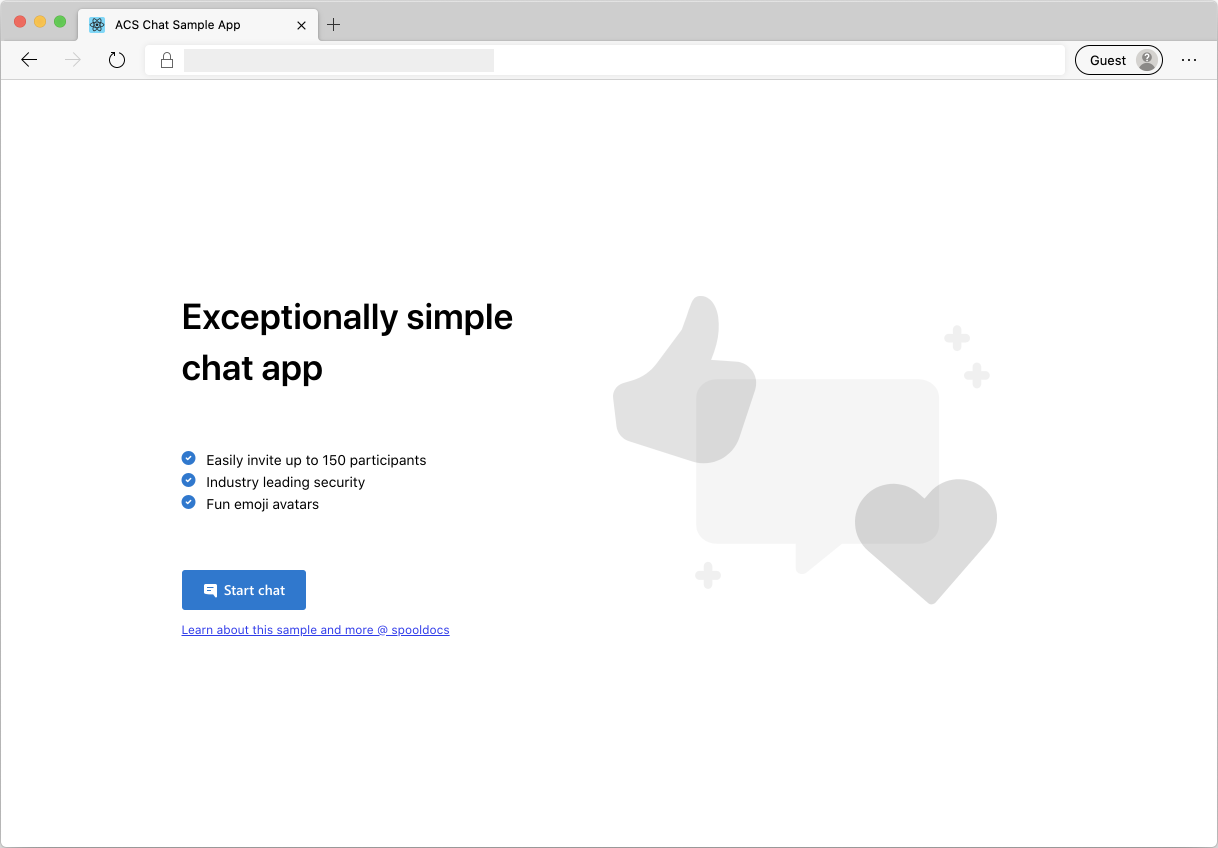 ACS Chat Sample App
Guest
Exceptionally simple
chat app
Easily invite up to 150 participants
Industry leading security
Fun emoji avatars
Start chat
Learn about this sample and more @ spooldocs